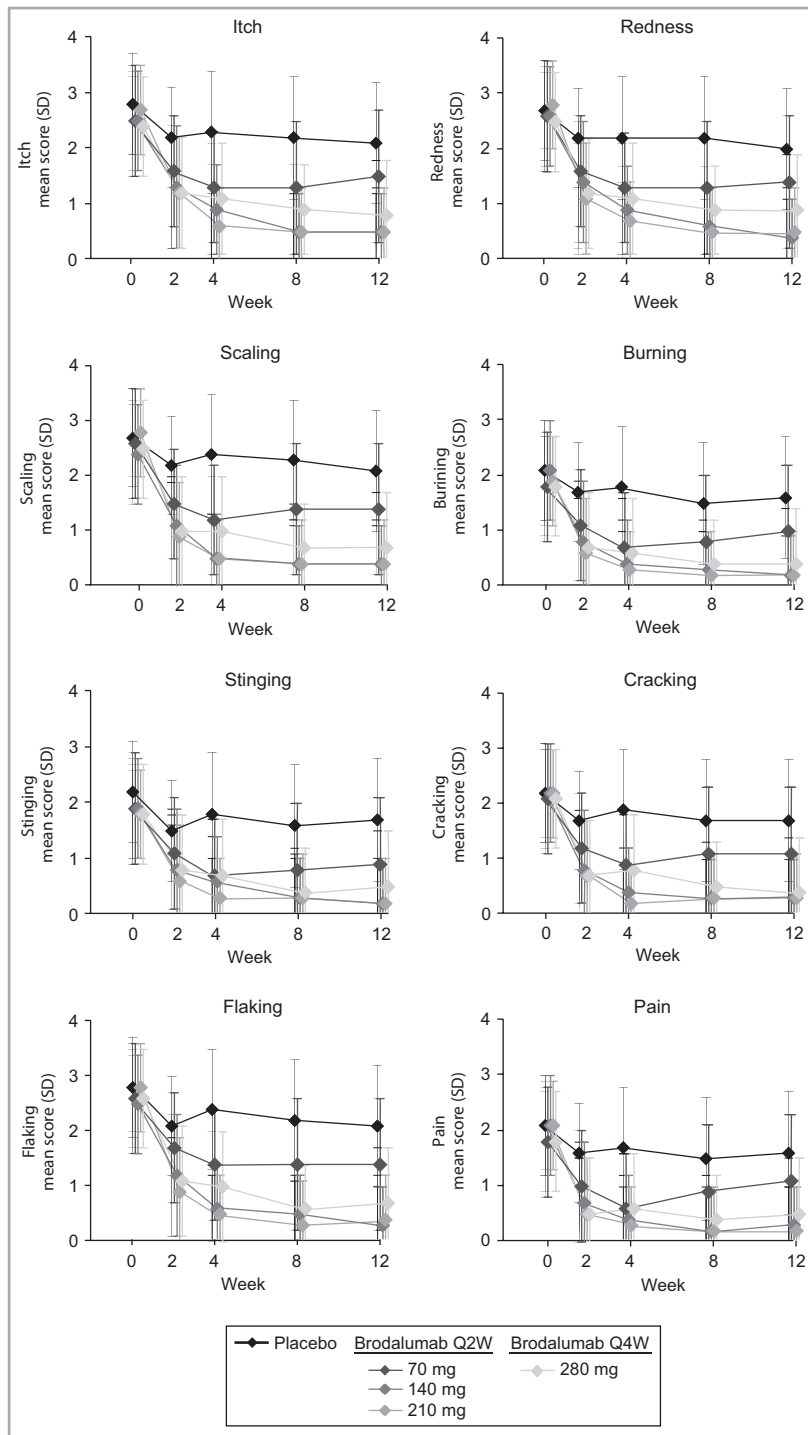 Itch
Itch
mean score (SD)
4
3
2
1
0
0 2 4 8 12
Week
Redness
Redness
mean score (SD)
4
3
2
1
0
0 2 4 8 12
Week
Scaling
Scaling
mean score (SD)
4
3
2
1
0
0 2 4 8 12
Week
Burning
Burining
mean score (SD)
4
3
2
1
0
0 2 4 8 12
Week
Stinging
Stinging
mean score (SD)
4
3
2
1
0
0 2 4 8 12
Week
Cracking
Cracking
mean score (SD)
4
3
2
1
0
0 2 4 8 12
Week
Flaking
Flaking
mean score (SD)
4
3
2
1
0
0 2 4 8 12
Week
Pain
Pain
mean score (SD)
4
3
2
1
0
0 2 4 8 12
Week
Placebo Brodalumab Q2W Brodalumab Q4W
70 mg 280 mg
140 mg
210 mg